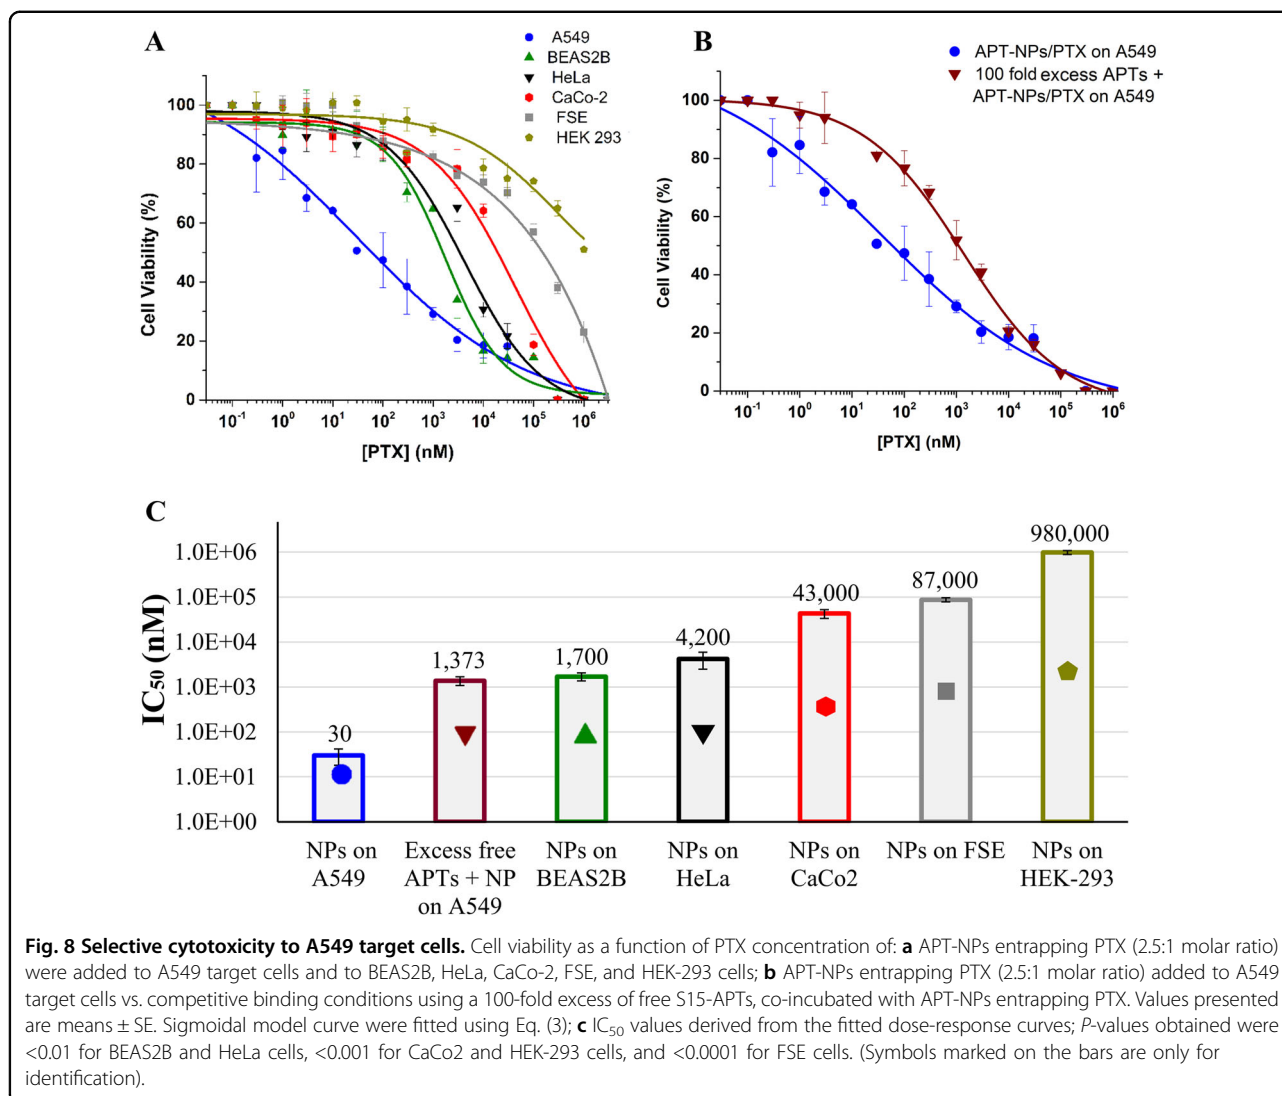 A
A549
BEAS2B
HeLa
CaCo-2
FSE
HEK 293
100
80
60
40
20
0
Cell Viability (%)
10⁻¹ 10⁰ 10¹ 10² 10³ 10⁴ 10⁵ 10⁶
[PTX] (nM)
B
APT-NPs/PTX on A549
100 fold excess APTs +
APT-NPs/PTX on A549
100
80
60
40
20
0
Cell Viability (%)
10⁻¹ 10⁰ 10¹ 10² 10³ 10⁴ 10⁵ 10⁶
[PTX] (nM)
C
IC₅₀ (nM)
1.0E+06
1.0E+05
1.0E+04
1.0E+03
1.0E+02
1.0E+01
1.0E+00
30
1,373
1,700
4,200
43,000
87,000
980,000
NPs on
A549
Excess free
APTs + NP
on A549
NPs on
BEAS2B
NPs on
HeLa
NPs on
CaCo2
NPs on FSE
NPs on
HEK-293
Fig. 8 Selective cytotoxicity to A549 target cells. Cell viability as a function of PTX concentration of: a APT-NPs entrapping PTX (2.5:1 molar ratio)
were added to A549 target cells and to BEAS2B, HeLa, CaCo-2, FSE, and HEK-293 cells; b APT-NPs entrapping PTX (2.5:1 molar ratio) added to A549
target cells vs. competitive binding conditions using a 100-fold excess of free S15-APTs, co-incubated with APT-NPs entrapping PTX. Values presented
are means ± SE. Sigmoidal model curve were fitted using Eq. (3); c IC₅₀ values derived from the fitted dose-response curves; P-values obtained were
<0.01 for BEAS2B and HeLa cells, <0.001 for CaCo2 and HEK-293 cells, and <0.0001 for FSE cells. (Symbols marked on the bars are only for
identification).